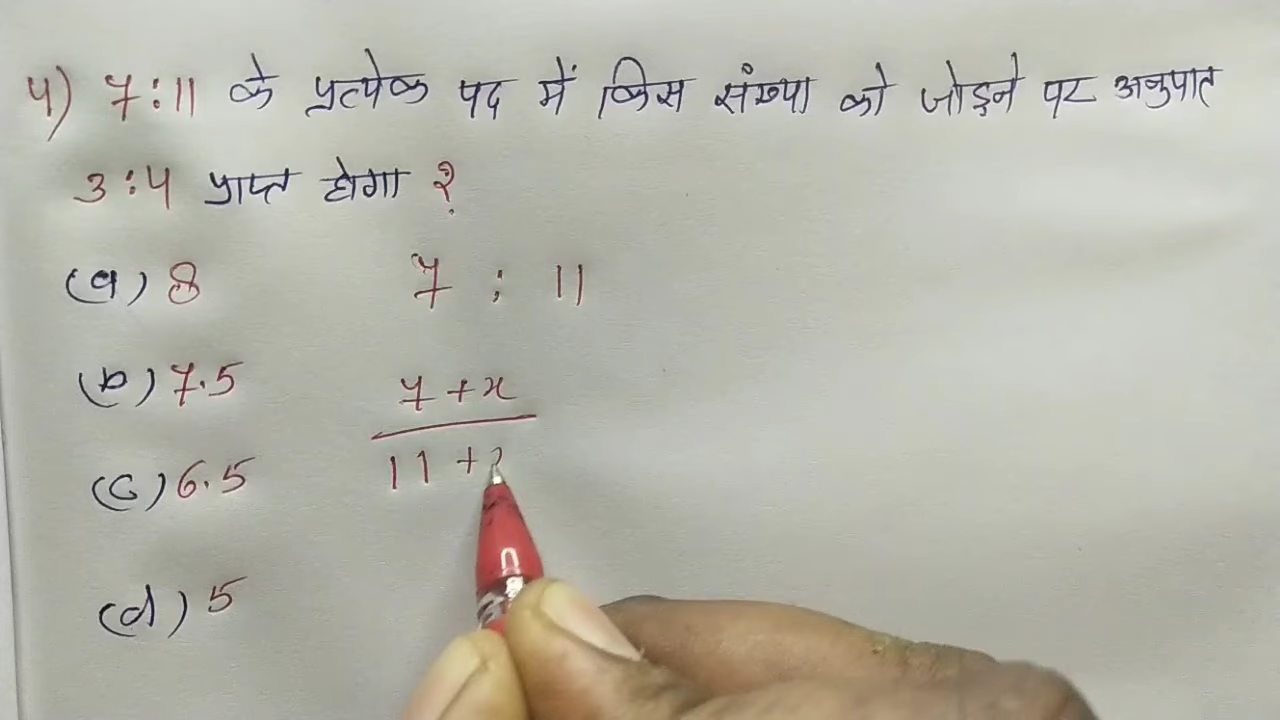 4) 7:11 के प्रत्येक पद में किस संख्या को जोड़ने पर अनुपात
3:4 प्राप्त होगा ?
(a) 8
7 : 11
(b) 7.5
7 + x
(c) 6.5
11 +
(d) 5